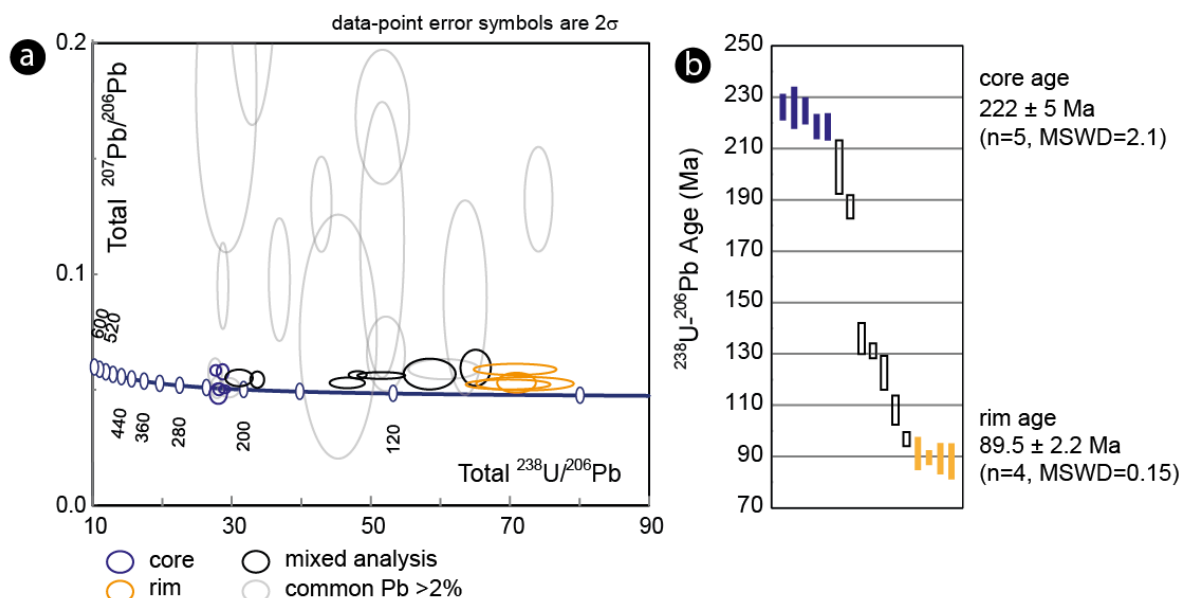 data-point error symbols are 2σ
a
0.2
0.1
0.0
Total ²⁰⁷Pb/²⁰⁶Pb
600
520
440
360
280
200
120
Total ²³⁸U/²⁰⁶Pb
10 30 50 70 90
core
mixed analysis
rim
common Pb >2%
b
250
230
210
190
170
150
130
110
90
70
²³⁸U-²⁰⁶Pb Age (Ma)
core age
222 ± 5 Ma
(n=5, MSWD=2.1)
rim age
89.5 ± 2.2 Ma
(n=4, MSWD=0.15)